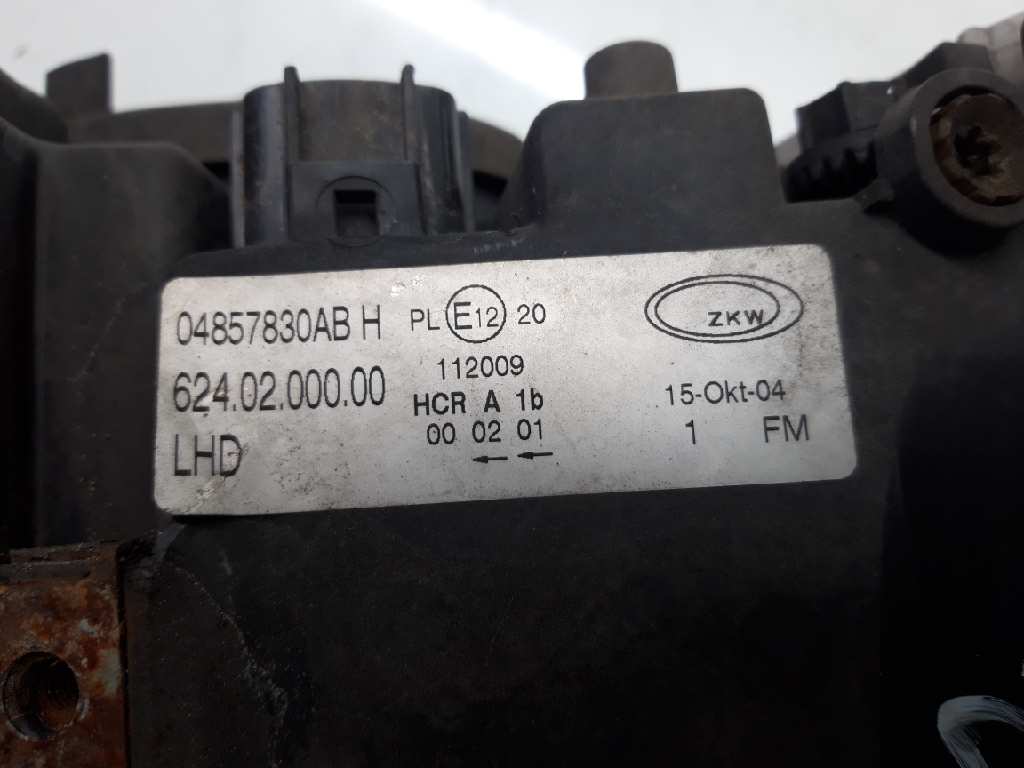 04857830AB H
624.02.000.00
LHD
PL E12 20
112009
HCR A 1b
00 02 01
ZKW
15-Okt-04
1 FM